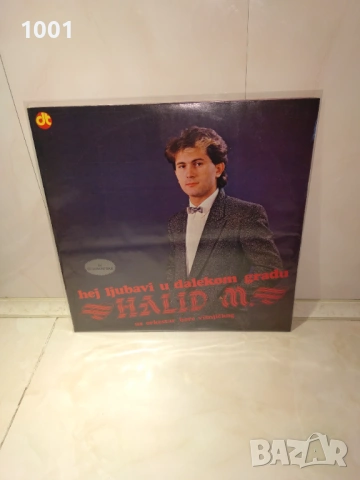 1001
dt
hej ljubavi u dalekom gradu
HALID M.
BAZAR